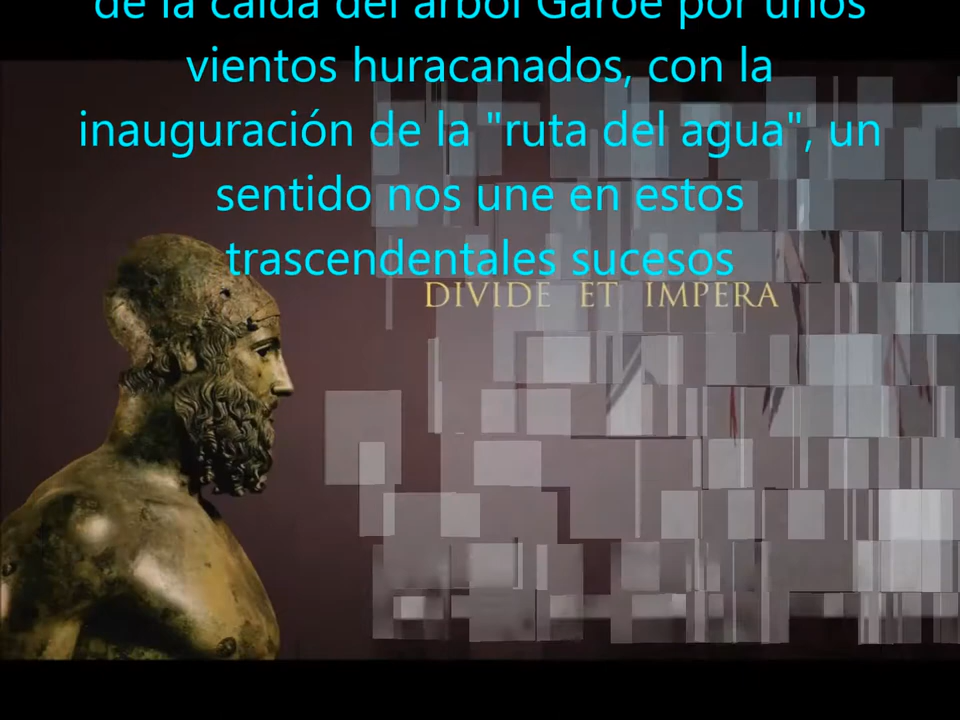 de la caída del árbol Garoé por unos
vientos huracanados, con la
inauguración de la "ruta del agua", un
sentido nos une en estos
trascendentales sucesos
DIVIDE ET IMPERA